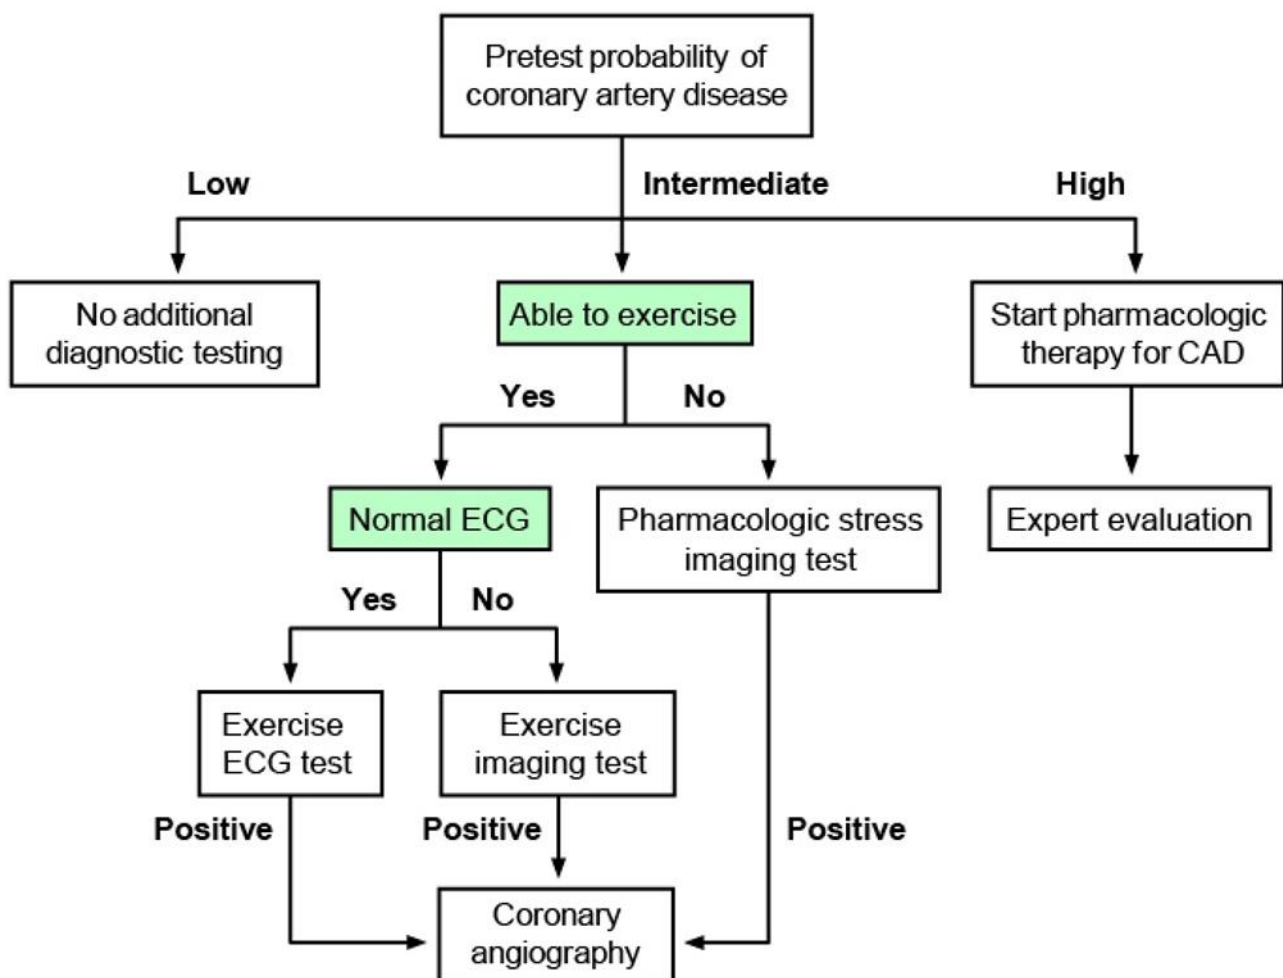 Pretest probability of
coronary artery disease
Low
Intermediate
High
No additional
diagnostic testing
Able to exercise
Start pharmacologic
therapy for CAD
Yes
No
Normal ECG
Pharmacologic stress
imaging test
Expert evaluation
Yes
No
Exercise
ECG test
Exercise
imaging test
Positive
Positive
Positive
Coronary
angiography